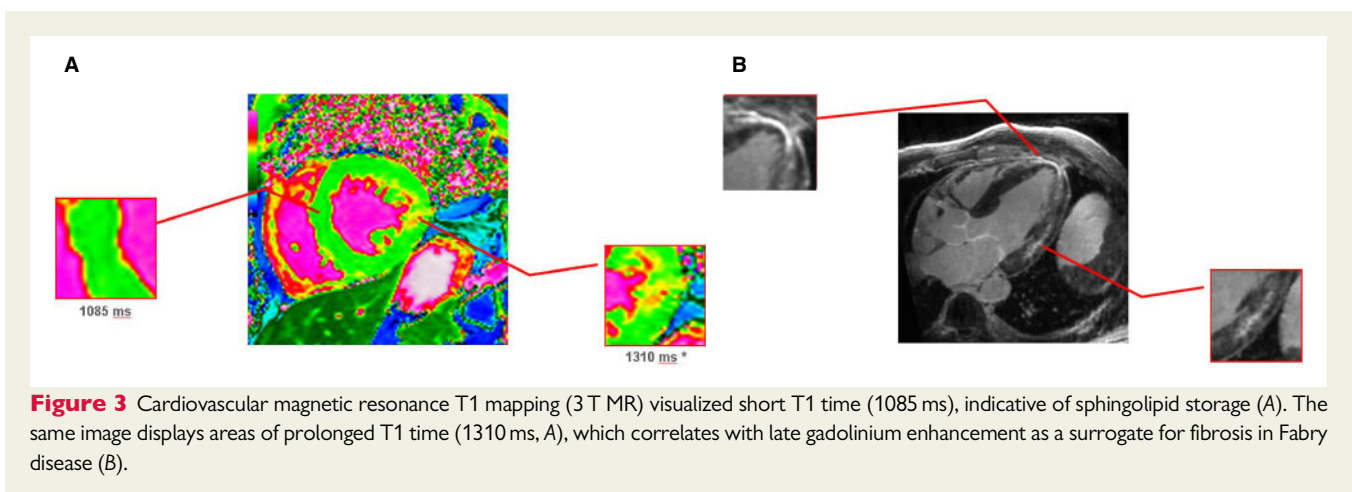 A
B
1085 ms
1310 ms *
Figure 3 Cardiovascular magnetic resonance T1 mapping (3 T MR) visualized short T1 time (1085 ms), indicative of sphingolipid storage (A). The
same image displays areas of prolonged T1 time (1310 ms, A), which correlates with late gadolinium enhancement as a surrogate for fibrosis in Fabry
disease (B).